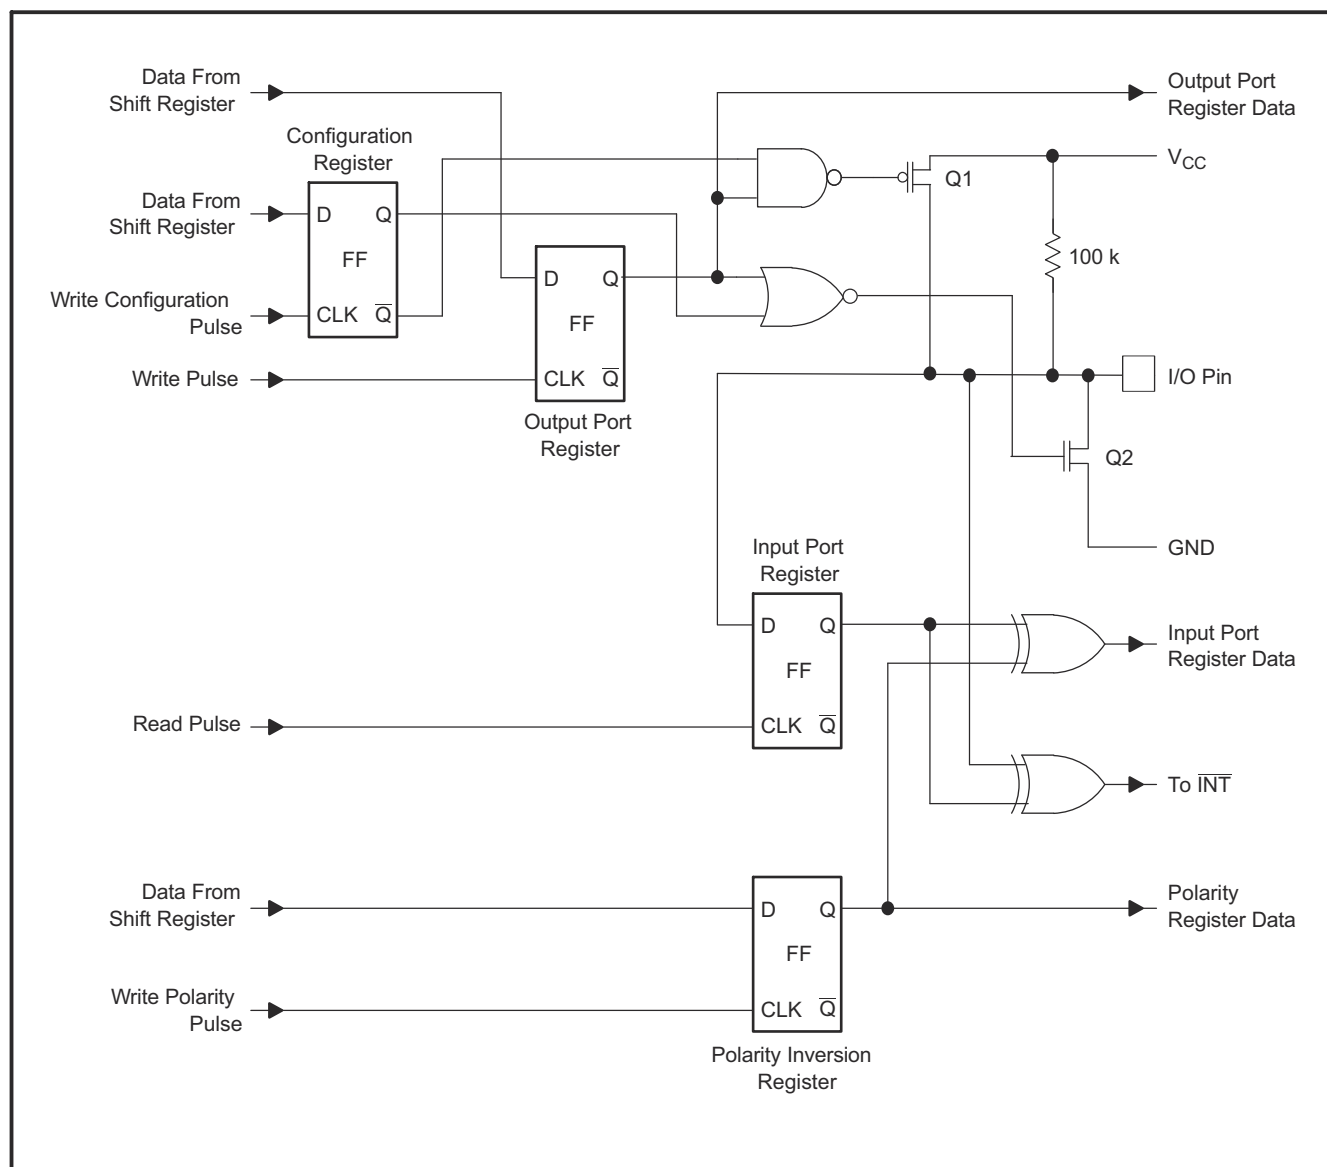 Data From
Shift Register
Output Port
Register Data
Configuration
Register
VCC
Q1
Data From
Shift Register
D
Q
FF
100 k
D
Q
Write Configuration
Pulse
CLK
Q̅
FF
Write Pulse
CLK
Q̅
I/O Pin
Output Port
Register
Q2
Input Port
Register
GND
D
Q
Input Port
Register Data
FF
Read Pulse
CLK
Q̅
To I̅N̅T̅
Data From
Shift Register
D
Q
Polarity
Register Data
FF
Write Polarity
Pulse
CLK
Q̅
Polarity Inversion
Register